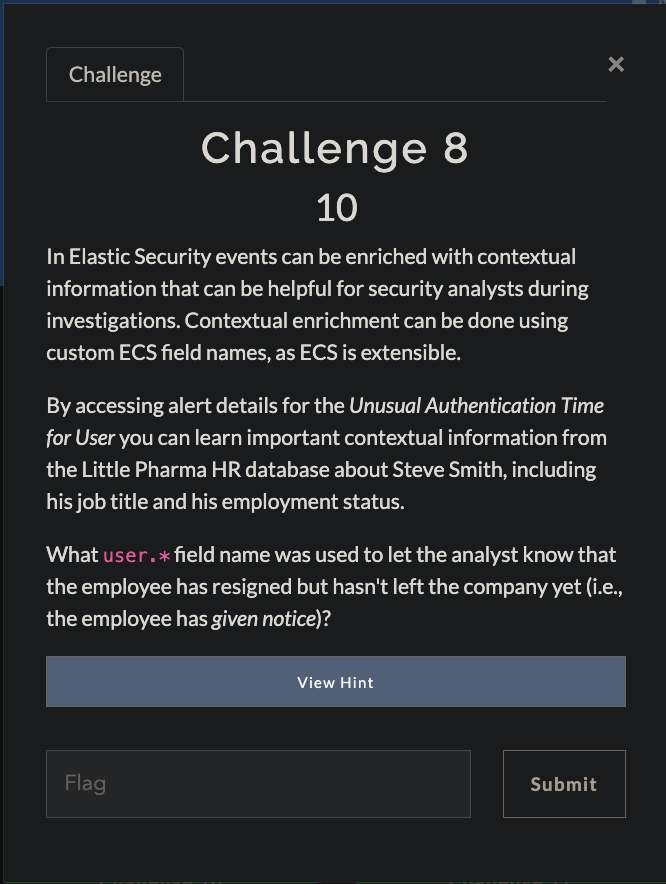 Challenge
×
Challenge 8
10
In Elastic Security events can be enriched with contextual
information that can be helpful for security analysts during
investigations. Contextual enrichment can be done using
custom ECS field names, as ECS is extensible.
By accessing alert details for the Unusual Authentication Time
for User you can learn important contextual information from
the Little Pharma HR database about Steve Smith, including
his job title and his employment status.
What user.* field name was used to let the analyst know that
the employee has resigned but hasn't left the company yet (i.e.,
the employee has given notice)?
View Hint
Flag
Submit